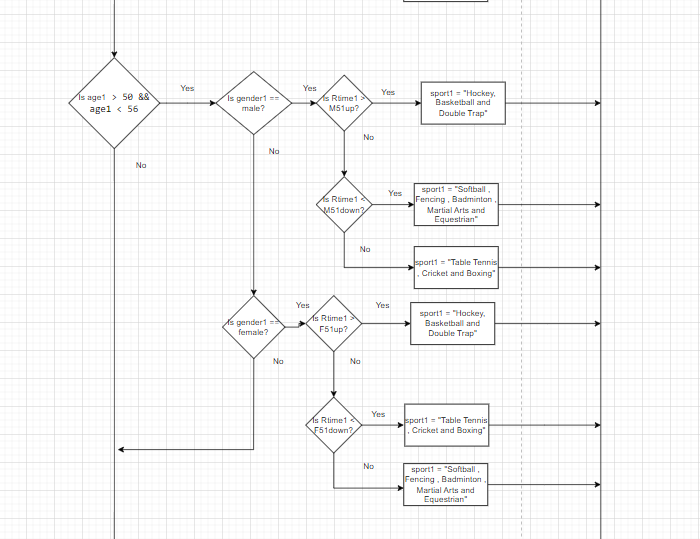 Is age1 > 50 &&
age1 < 56
Yes
Is gender1 ==
male?
Yes
Is Rtime1 >
M51up?
Yes
sport1 = "Hockey,
Basketball and
Double Trap"
No
No
No
Is Rtime1 <
M51down?
Yes
sport1 = "Softball ,
Fencing , Badminton ,
Martial Arts and
Equestrian"
No
sport1 = "Table Tennis
, Cricket and Boxing"
Is gender1 ==
female?
Yes
Is Rtime1 >
F51up?
Yes
sport1 = "Hockey,
Basketball and
Double Trap"
No
No
Is Rtime1 <
F51down?
Yes
sport1 = "Table Tennis
, Cricket and Boxing"
No
sport1 = "Softball ,
Fencing , Badminton ,
Martial Arts and
Equestrian"